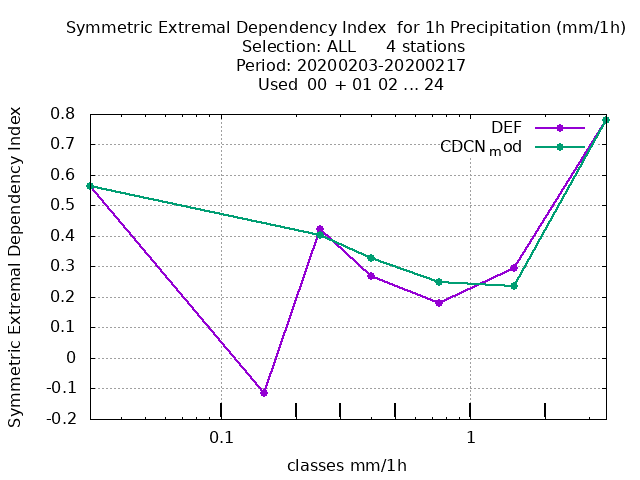 Symmetric Extremal Dependency Index  for 1h Precipitation (mm/1h)
Selection: ALL      4 stations
Period: 20200203-20200217
Used  00  + 01 02 ... 24
Symmetric Extremal Dependency Index
0.8
0.7
0.6
0.5
0.4
0.3
0.2
0.1
0
-0.1
-0.2
DEF
CDCNmod
0.1
1
classes mm/1h